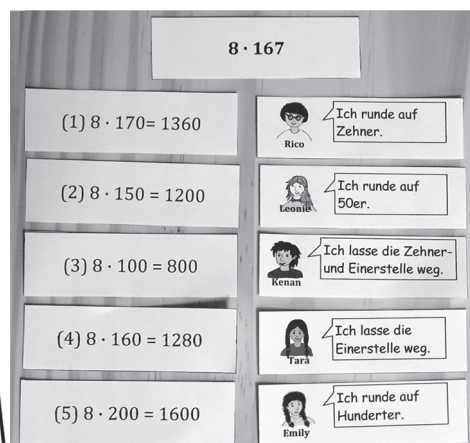 8 · 167
(1) 8 · 170= 1360
Ich runde auf
Zehner.
Rico
(2) 8 · 150 = 1200
Ich runde auf
50er.
Leonie
(3) 8 · 100 = 800
Ich lasse die Zehner-
und Einerstelle weg.
Kenan
(4) 8 · 160 = 1280
Ich lasse die
Einerstelle weg.
Tara
(5) 8 · 200 = 1600
Ich runde auf
Hunderter.
Emily